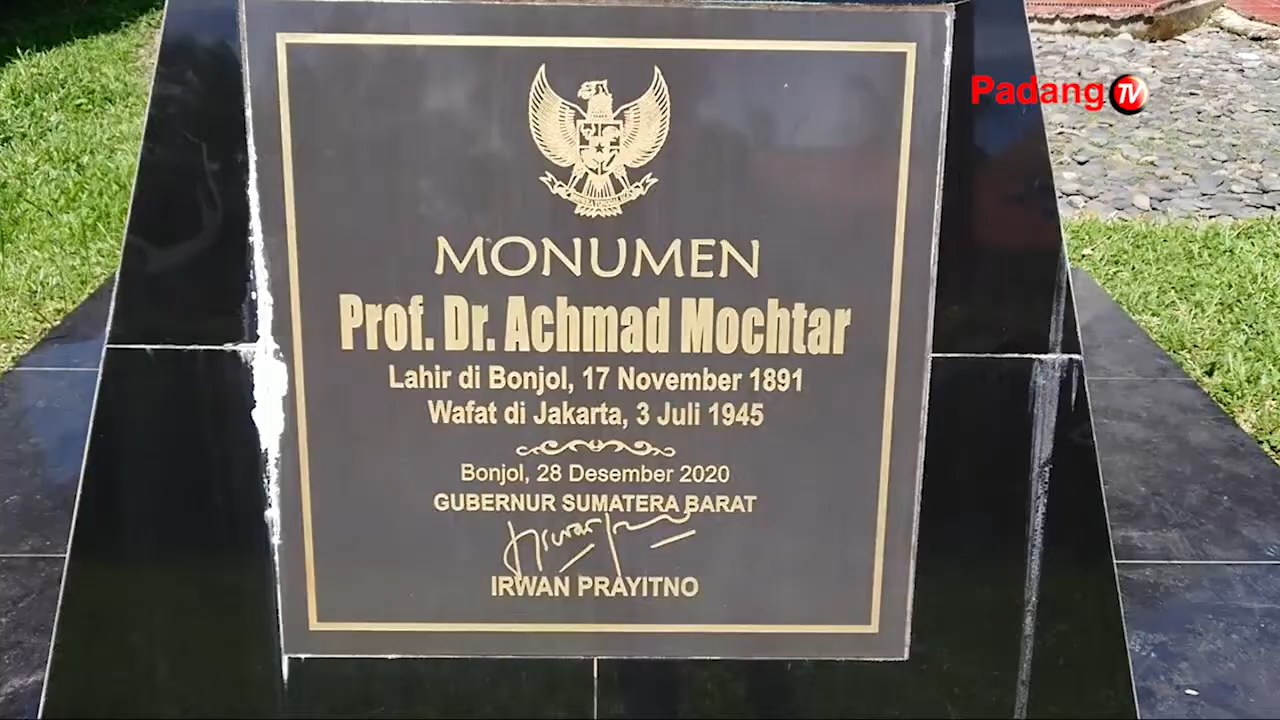 Padang TV
MONUMEN
Prof. Dr. Achmad Mochtar
Lahir di Bonjol, 17 November 1891
Wafat di Jakarta, 3 Juli 1945
Bonjol, 28 Desember 2020
GUBERNUR SUMATERA BARAT
IRWAN PRAYITNO